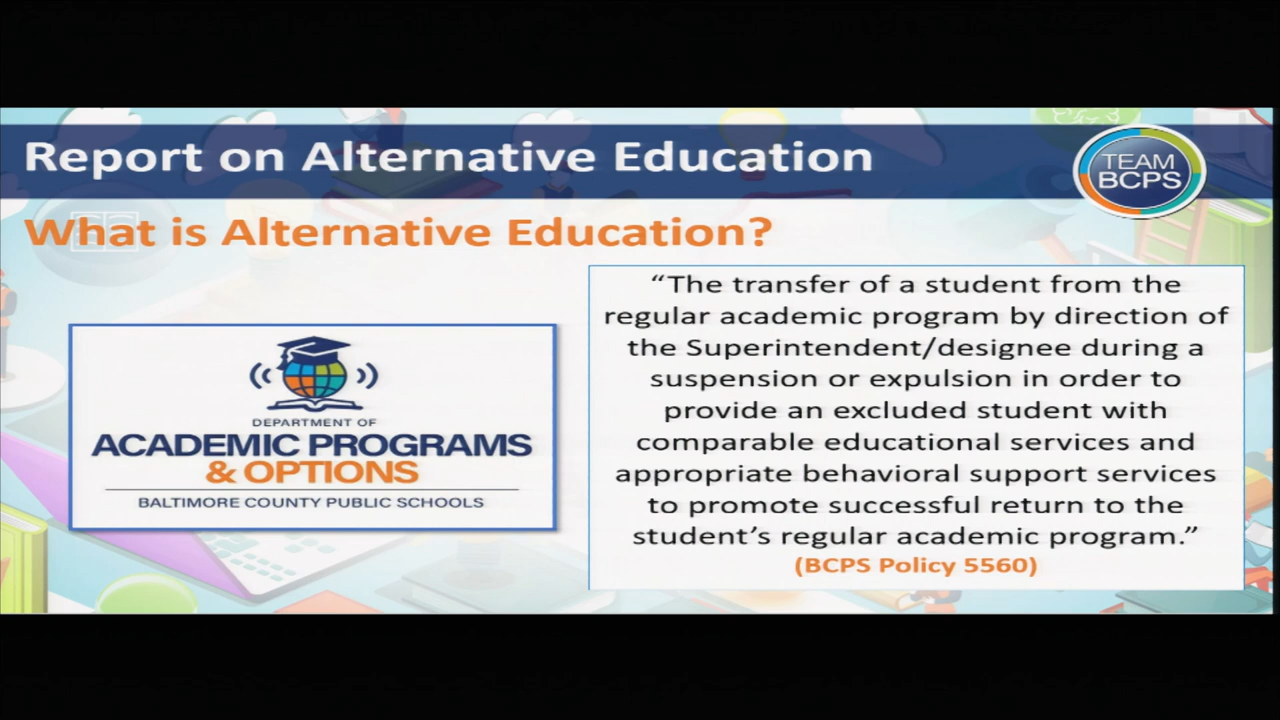 Report on Alternative Education
TEAM
BCPS
What is Alternative Education?
DEPARTMENT OF
ACADEMIC PROGRAMS
& OPTIONS
BALTIMORE COUNTY PUBLIC SCHOOLS
“The transfer of a student from the
regular academic program by direction of
the Superintendent/designee during a
suspension or expulsion in order to
provide an excluded student with
comparable educational services and
appropriate behavioral support services
to promote successful return to the
student’s regular academic program.”
(BCPS Policy 5560)